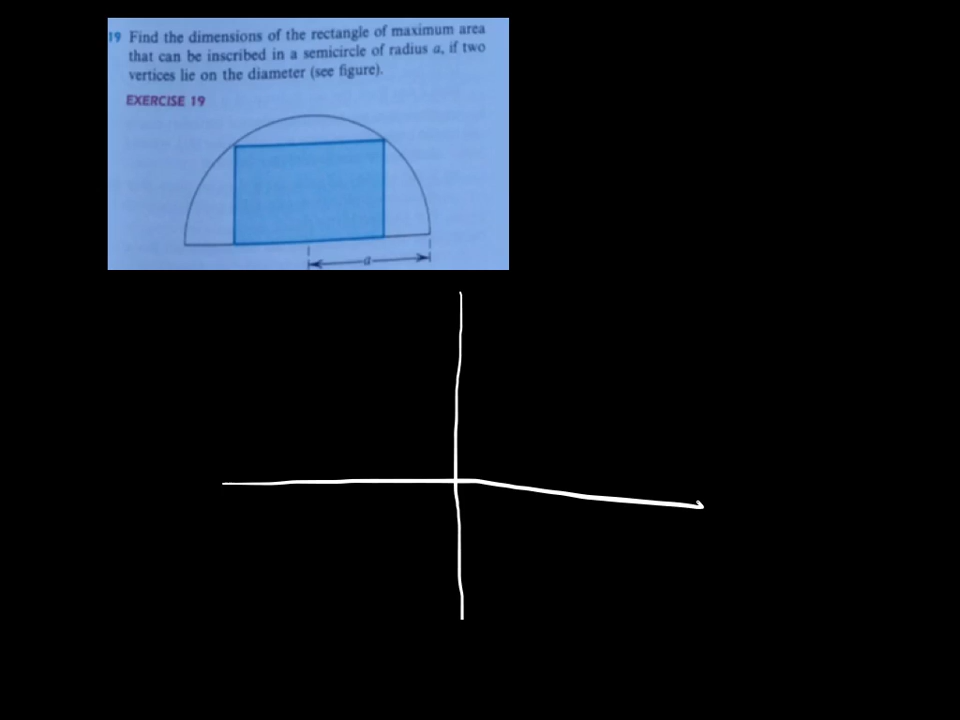 19 Find the dimensions of the rectangle of maximum area
that can be inscribed in a semicircle of radius a, if two
vertices lie on the diameter (see figure).
EXERCISE 19
a